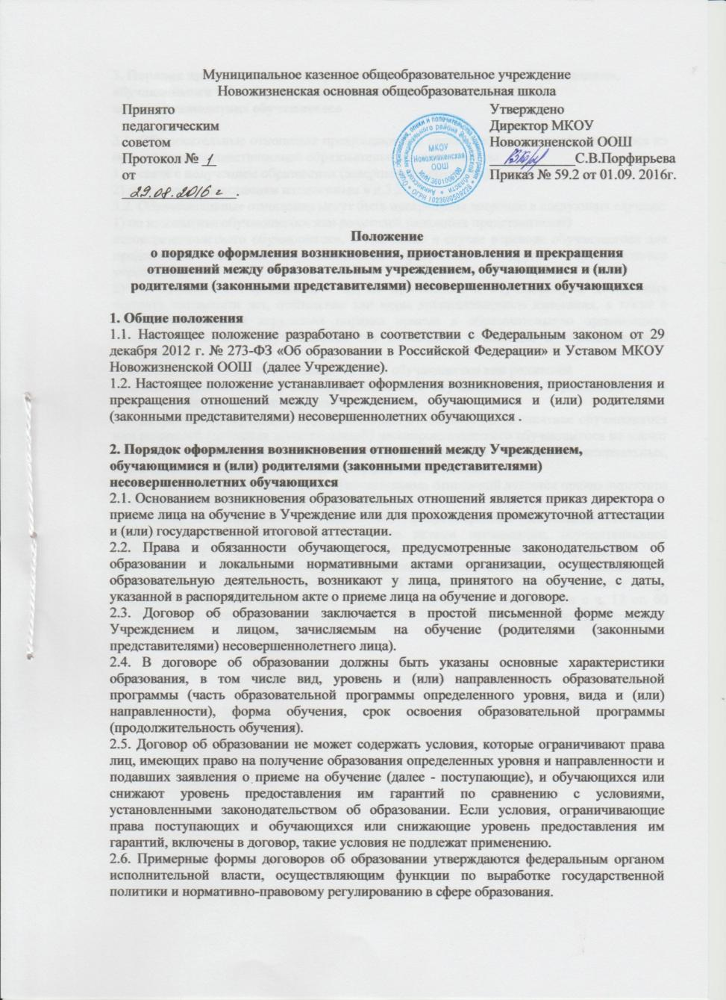 Муниципальное казенное общеобразовательное учреждение
Новожизненская основная общеобразовательная школа
Принято
педагогическим
советом
Протокол № 1
от
29.08.2016 г.
Утверждено
Директор МКОУ
Новожизненской ООШ
С.В.Порфирьева
Приказ № 59.2 от 01.09. 2016г.
МКОУ
Новожизненская
ООШ
ИНН 3601006700
ОГРН 1023600509228
Положение
о порядке оформления возникновения, приостановления и прекращения
отношений между образовательным учреждением, обучающимися и (или)
родителями (законными представителями) несовершеннолетних обучающихся
1. Общие положения
1.1. Настоящее положение разработано в соответствии с Федеральным законом от 29
декабря 2012 г. № 273-ФЗ «Об образовании в Российской Федерации» и Уставом МКОУ
Новожизненской ООШ (далее Учреждение).
1.2. Настоящее положение устанавливает оформления возникновения, приостановления и
прекращения отношений между Учреждением, обучающимися и (или) родителями
(законными представителями) несовершеннолетних обучающихся .
2. Порядок оформления возникновения отношений между Учреждением,
обучающимися и (или) родителями (законными представителями)
несовершеннолетних обучающихся
2.1. Основанием возникновения образовательных отношений является приказ директора о
приеме лица на обучение в Учреждение или для прохождения промежуточной аттестации
и (или) государственной итоговой аттестации.
2.2. Права и обязанности обучающегося, предусмотренные законодательством об
образовании и локальными нормативными актами организации, осуществляющей
образовательную деятельность, возникают у лица, принятого на обучение, с даты,
указанной в распорядительном акте о приеме лица на обучение и договоре.
2.3. Договор об образовании заключается в простой письменной форме между
Учреждением и лицом, зачисляемым на обучение (родителями (законными
представителями) несовершеннолетнего лица).
2.4. В договоре об образовании должны быть указаны основные характеристики
образования, в том числе вид, уровень и (или) направленность образовательной
программы (часть образовательной программы определенного уровня, вида и (или)
направленности), форма обучения, срок освоения образовательной программы
(продолжительность обучения).
2.5. Договор об образовании не может содержать условия, которые ограничивают права
лиц, имеющих право на получение образования определенных уровня и направленности и
подавших заявления о приеме на обучение (далее - поступающие), и обучающихся или
снижают уровень предоставления им гарантий по сравнению с условиями,
установленными законодательством об образовании. Если условия, ограничивающие
права поступающих и обучающихся или снижающие уровень предоставления им
гарантий, включены в договор, такие условия не подлежат применению.
2.6. Примерные формы договоров об образовании утверждаются федеральным органом
исполнительной власти, осуществляющим функции по выработке государственной
политики и нормативно-правовому регулированию в сфере образования.